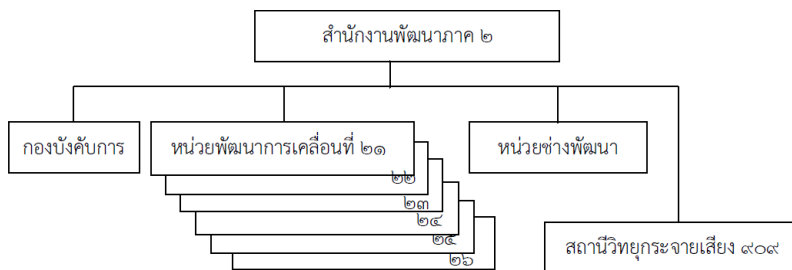 สำนักงานพัฒนาภาค ๒
กองบังคับการ
หน่วยพัฒนาการเคลื่อนที่ ๒๑
หน่วยช่างพัฒนา
๒๒
๒๓
๒๔
๒๕
๒๖
สถานีวิทยุกระจายเสียง ๙๐๙